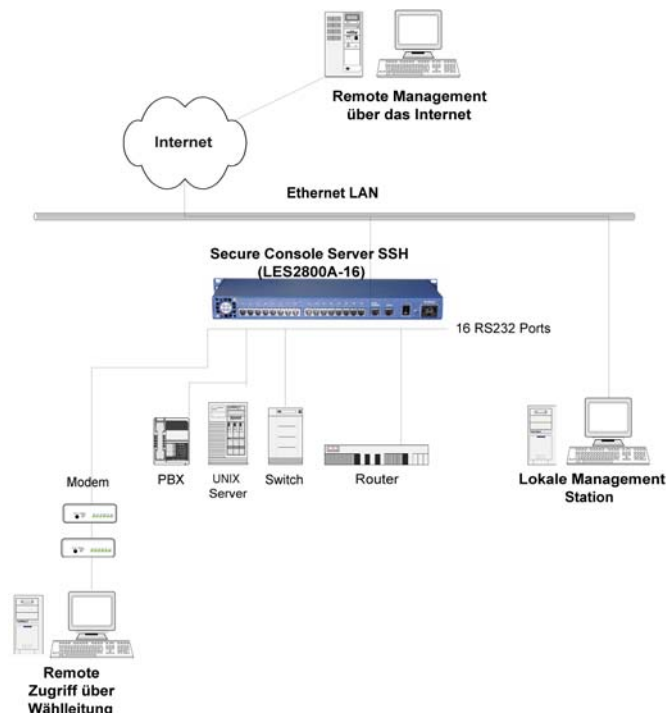 Remote Management
über das Internet
Internet
Ethernet LAN
Secure Console Server SSH
(LES2800A-16)
16 RS232 Ports
Modem
PBX
UNIX
Server
Switch
Router
Lokale Management
Station
Remote
Zugriff über
Wählleitung